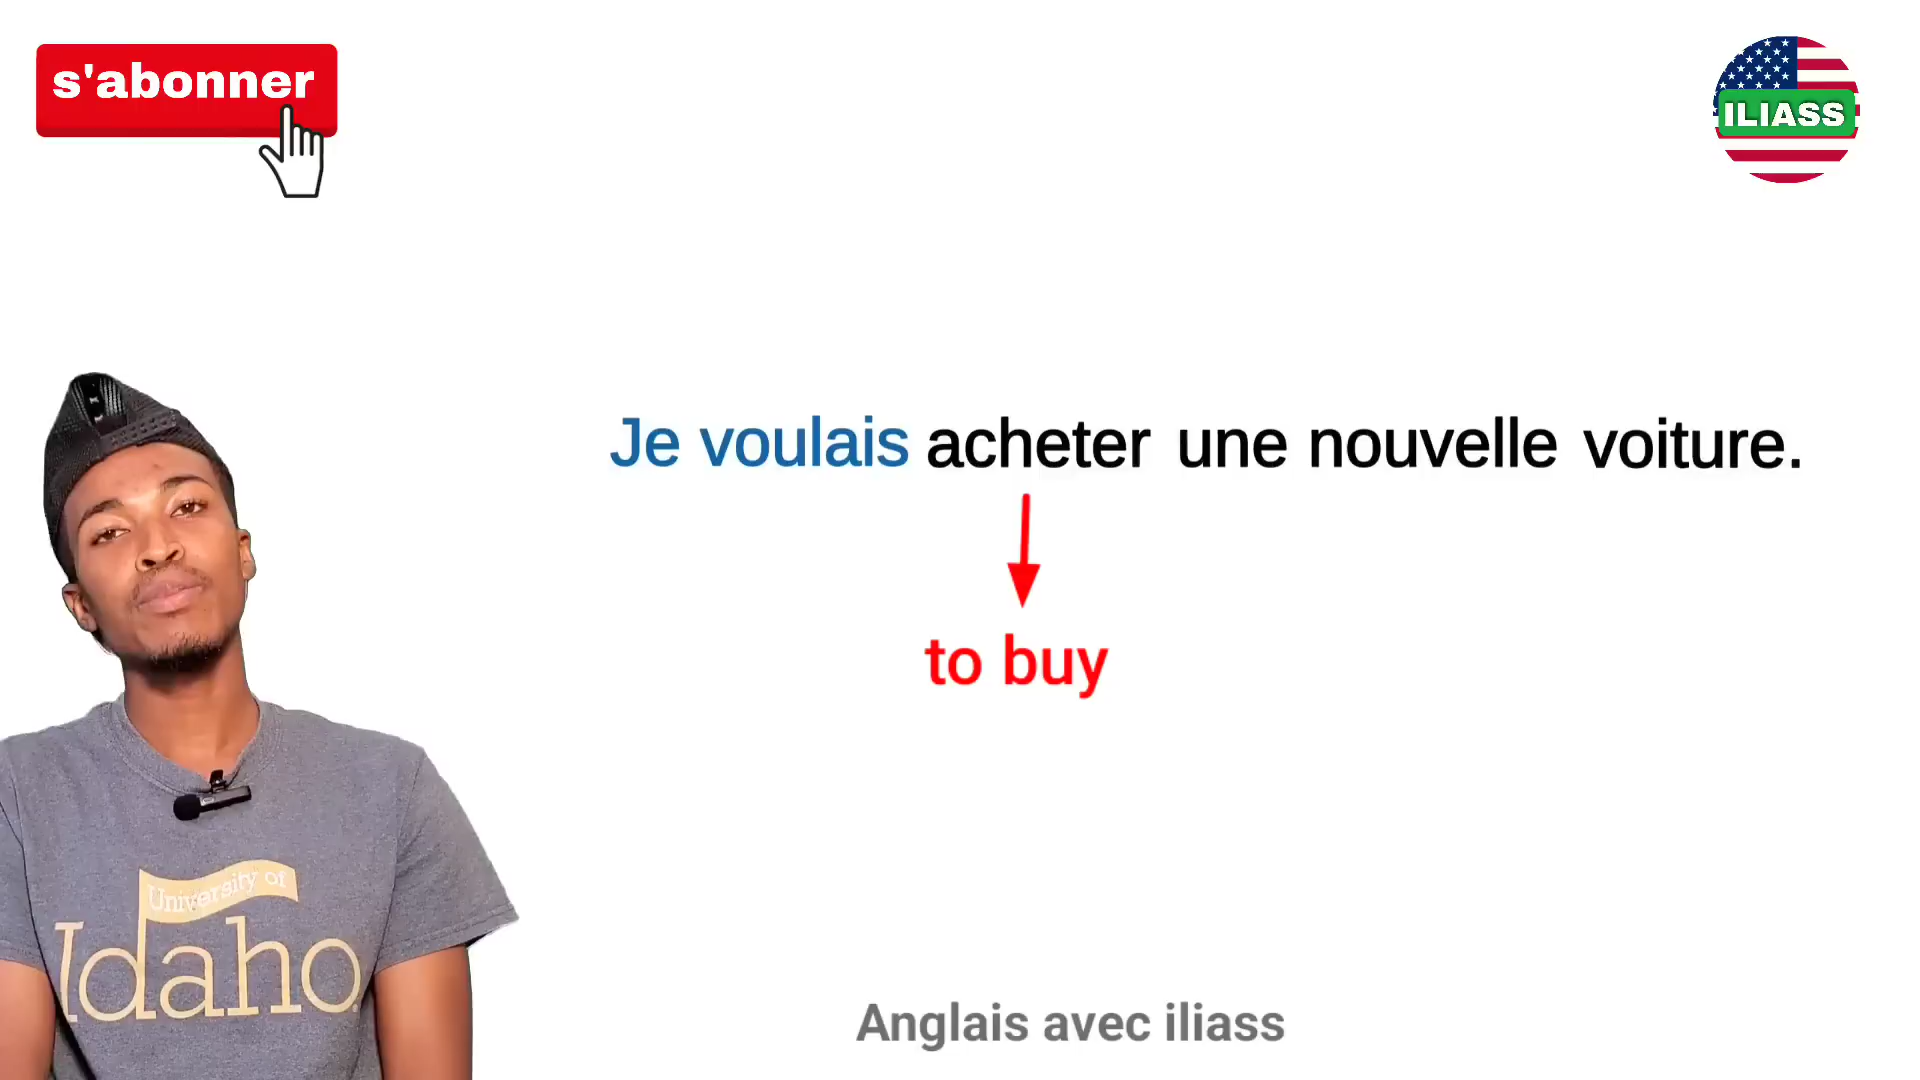 s'abonner
ILIASS
Je voulais acheter une nouvelle voiture.
to buy
University of
Idaho
Anglais avec iliass